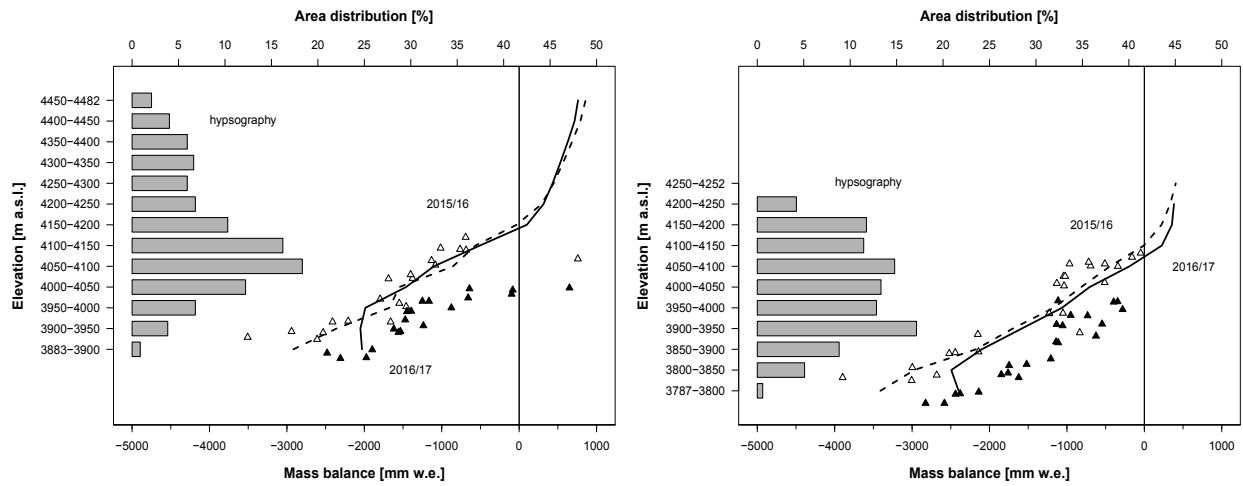 Area distribution [%]
0 5 10 15 20 25 30 35 40 45 50
Elevation [m a.s.l.]
4450−4482
4400−4450
4350−4400
4300−4350
4250−4300
4200−4250
4150−4200
4100−4150
4050−4100
4000−4050
3950−4000
3900−3950
3883−3900
hypsography
2015/16
2016/17
−5000 −4000 −3000 −2000 −1000 0 1000
Mass balance [mm w.e.]
Area distribution [%]
0 5 10 15 20 25 30 35 40 45 50
Elevation [m a.s.l.]
4250−4252
4200−4250
4150−4200
4100−4150
4050−4100
4000−4050
3950−4000
3900−3950
3850−3900
3800−3850
3787−3800
hypsography
2015/16
2016/17
−5000 −4000 −3000 −2000 −1000 0 1000
Mass balance [mm w.e.]